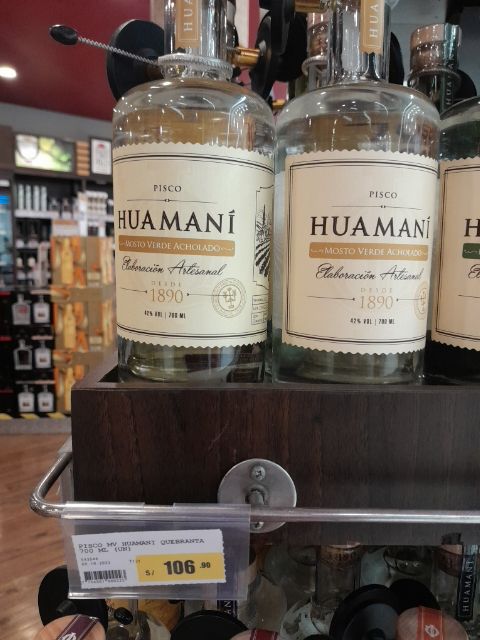 PISCO
HUAMANÍ
MOSTO VERDE ACHOLADO
Elaboración Artesanal
DESDE
1890
42% VOL | 700 ML
PISCO
HUAMANÍ
MOSTO VERDE ACHOLADO
Elaboración Artesanal
DESDE
1890
42% VOL | 700 ML
PISCO MV HUAMANI QUEBRANTA
700 ML (UN)
S/ 106.90
HUAMANÍ